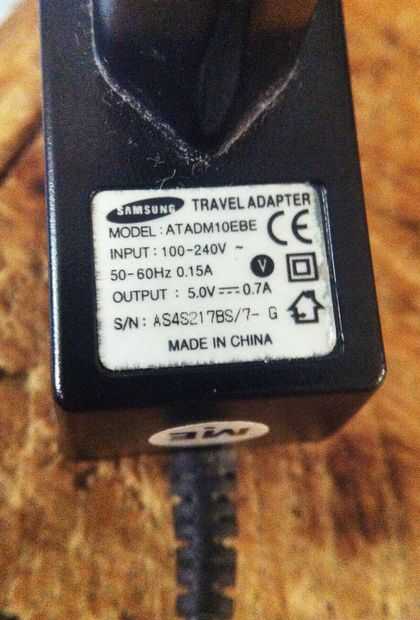 SAMSUNG TRAVEL ADAPTER
MODEL : ATADM10EBE CE
INPUT : 100-240V ~
50-60Hz 0.15A V
OUTPUT : 5.0V⎓0.7A
S/N: AS4S217BS/7- G
MADE IN CHINA